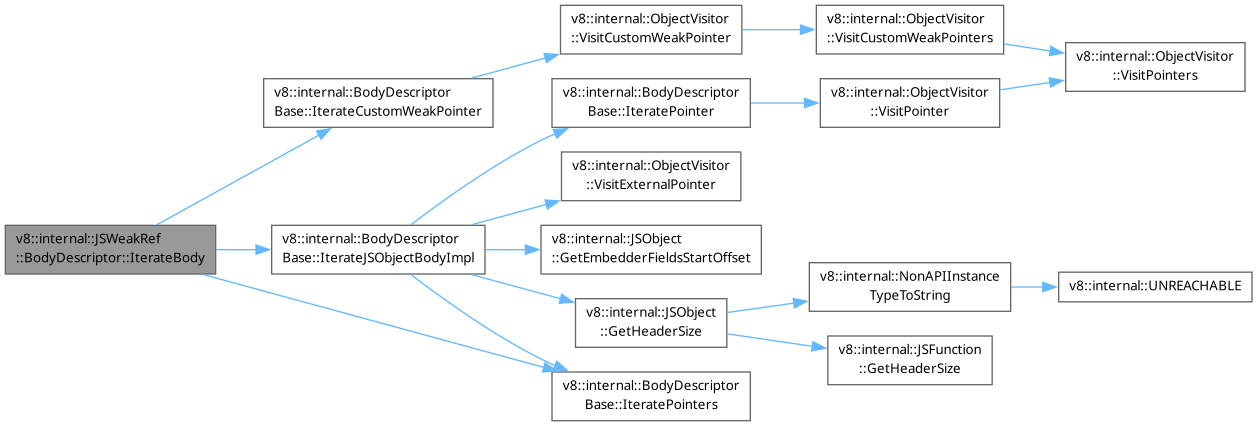 v8::internal::JSWeakRef
::BodyDescriptor::IterateBody
v8::internal::BodyDescriptor
Base::IterateCustomWeakPointer
v8::internal::ObjectVisitor
::VisitCustomWeakPointer
v8::internal::ObjectVisitor
::VisitCustomWeakPointers
v8::internal::ObjectVisitor
::VisitPointers
v8::internal::BodyDescriptor
Base::IterateJSObjectBodyImpl
v8::internal::BodyDescriptor
Base::IteratePointer
v8::internal::ObjectVisitor
::VisitPointer
v8::internal::ObjectVisitor
::VisitExternalPointer
v8::internal::JSObject
::GetEmbedderFieldsStartOffset
v8::internal::JSObject
::GetHeaderSize
v8::internal::NonAPIInstance
TypeToString
v8::internal::UNREACHABLE
v8::internal::JSFunction
::GetHeaderSize
v8::internal::BodyDescriptor
Base::IteratePointers